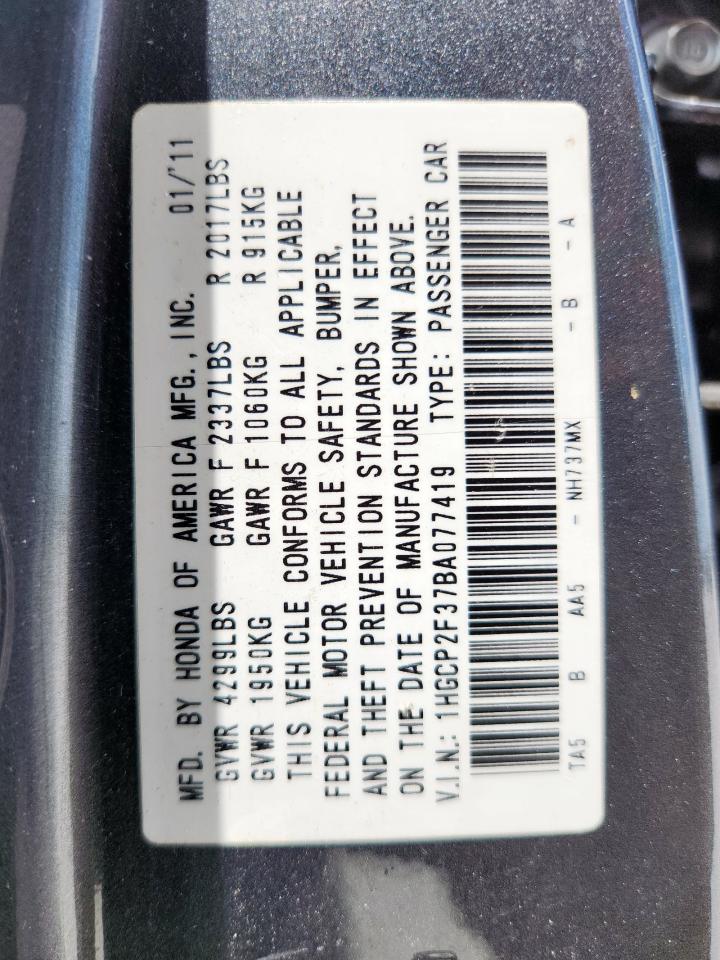 MFD. BY HONDA OF AMERICA MFG., INC. 01/'11
GVWR 4299LBS GAWR F 2337LBS R 2017LBS
GVWR 1950KG GAWR F 1060KG R 915KG
THIS VEHICLE CONFORMS TO ALL APPLICABLE
FEDERAL MOTOR VEHICLE SAFETY, BUMPER,
AND THEFT PREVENTION STANDARDS IN EFFECT
ON THE DATE OF MANUFACTURE SHOWN ABOVE.
V.I.N.: 1HGCP2F37BA077419 TYPE: PASSENGER CAR
TA5 B AA5 - NH737MX - B - A